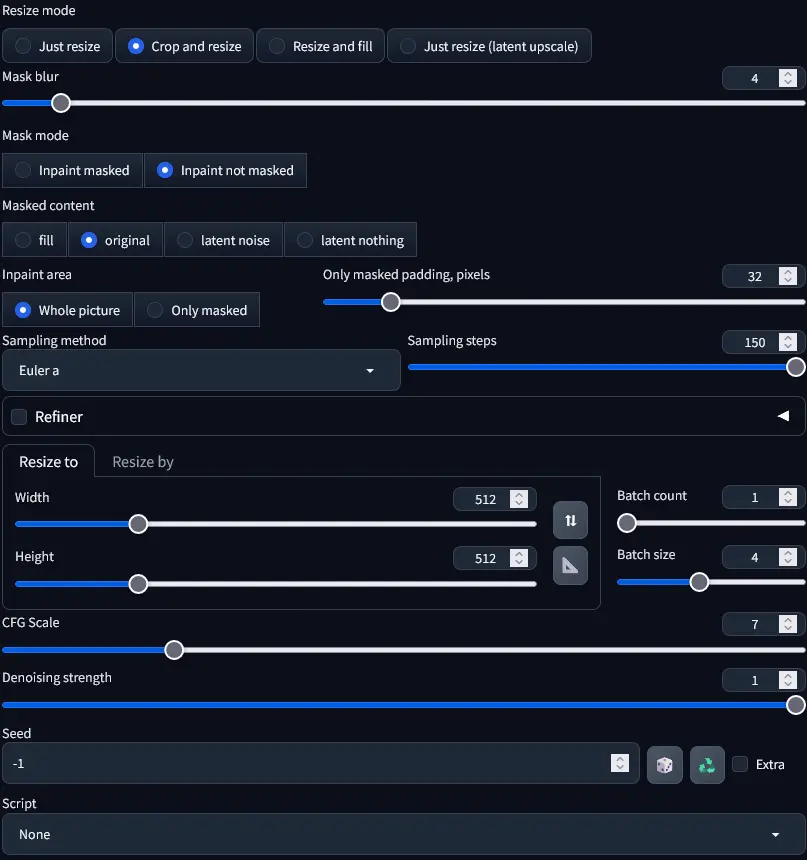 Resize mode
Just resize Crop and resize Resize and fill Just resize (latent upscale)
Mask blur 4
Mask mode
Inpaint masked Inpaint not masked
Masked content
fill original latent noise latent nothing
Inpaint area Only masked padding, pixels 32
Whole picture Only masked
Sampling method Sampling steps 150
Euler a
Refiner
Resize to Resize by
Width 512 Batch count 1
Height 512 Batch size 4
CFG Scale 7
Denoising strength 1
Seed
-1 Extra
Script
None